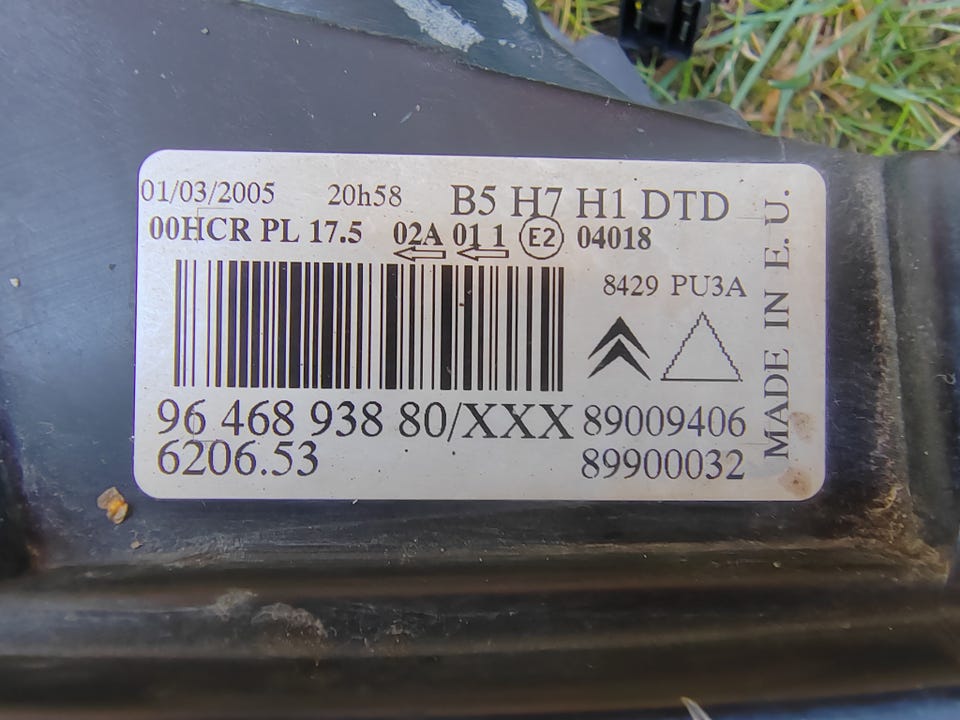 01/03/2005 20h58 B5 H7 H1 DTD
00HCR PL 17.5 02A 01 1 E2 04018
8429 PU3A
96 468 938 80/XXX 89009406
6206.53 89900032
MADE IN E. U.